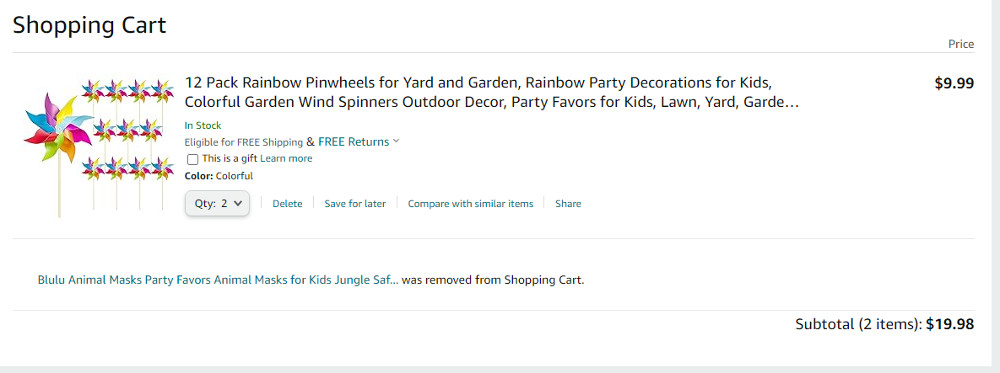 Shopping Cart
Price
12 Pack Rainbow Pinwheels for Yard and Garden, Rainbow Party Decorations for Kids, $9.99
Colorful Garden Wind Spinners Outdoor Decor, Party Favors for Kids, Lawn, Yard, Garde…
In Stock
Eligible for FREE Shipping & FREE Returns
This is a gift Learn more
Color: Colorful
Qty: 2 Delete Save for later Compare with similar items Share
Blulu Animal Masks Party Favors Animal Masks for Kids Jungle Saf... was removed from Shopping Cart.
Subtotal (2 items): $19.98